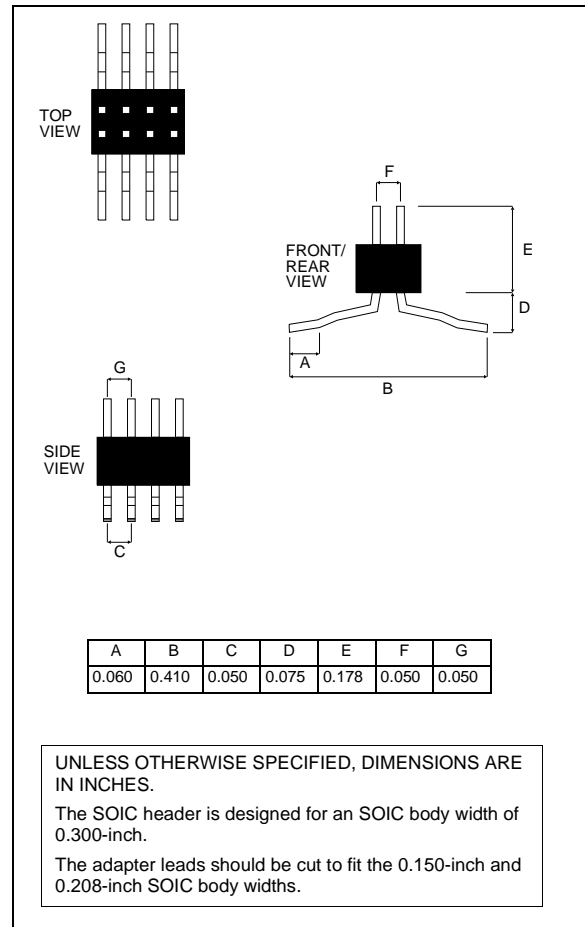 TOP
VIEW
F
FRONT/
REAR
VIEW
E
D
A
B
G
SIDE
VIEW
C
A B C D E F G
0.060 0.410 0.050 0.075 0.178 0.050 0.050
UNLESS OTHERWISE SPECIFIED, DIMENSIONS ARE
IN INCHES.
The SOIC header is designed for an SOIC body width of
0.300-inch.
The adapter leads should be cut to fit the 0.150-inch and
0.208-inch SOIC body widths.